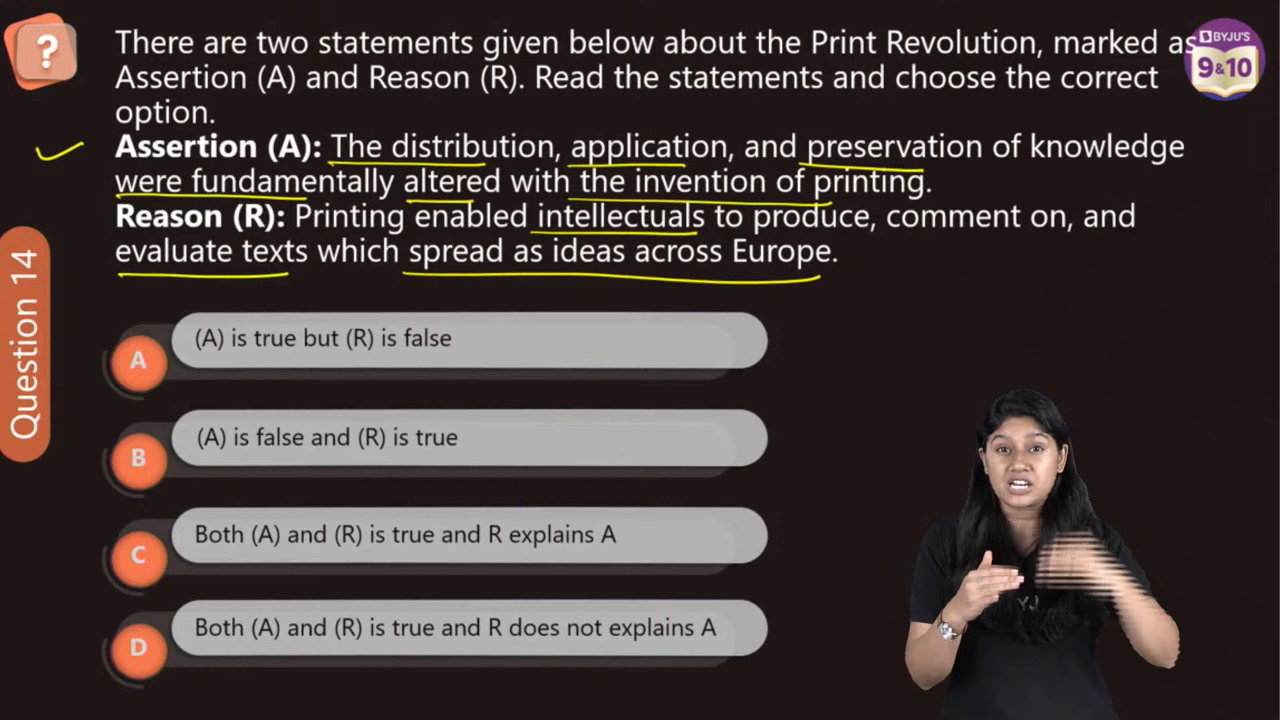 ?
There are two statements given below about the Print Revolution, marked as
Assertion (A) and Reason (R). Read the statements and choose the correct
option.
Assertion (A): The distribution, application, and preservation of knowledge
were fundamentally altered with the invention of printing.
Reason (R): Printing enabled intellectuals to produce, comment on, and
evaluate texts which spread as ideas across Europe.
BYJU'S
9&10
Question 14
A
(A) is true but (R) is false
B
(A) is false and (R) is true
C
Both (A) and (R) is true and R explains A
D
Both (A) and (R) is true and R does not explains A